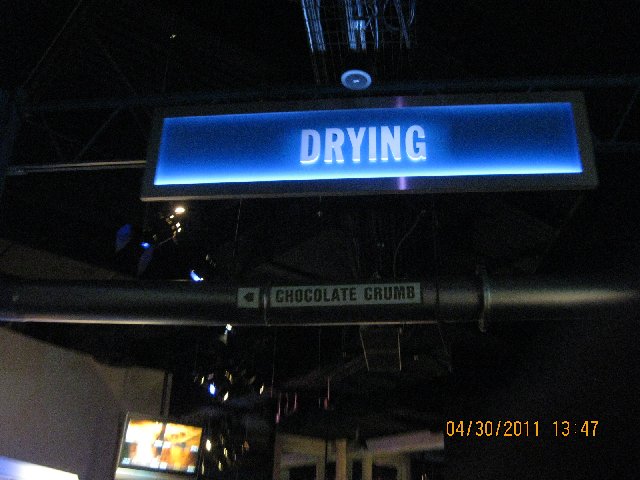 DRYING
CHOCOLATE CRUMB
04/30/2011 13:47